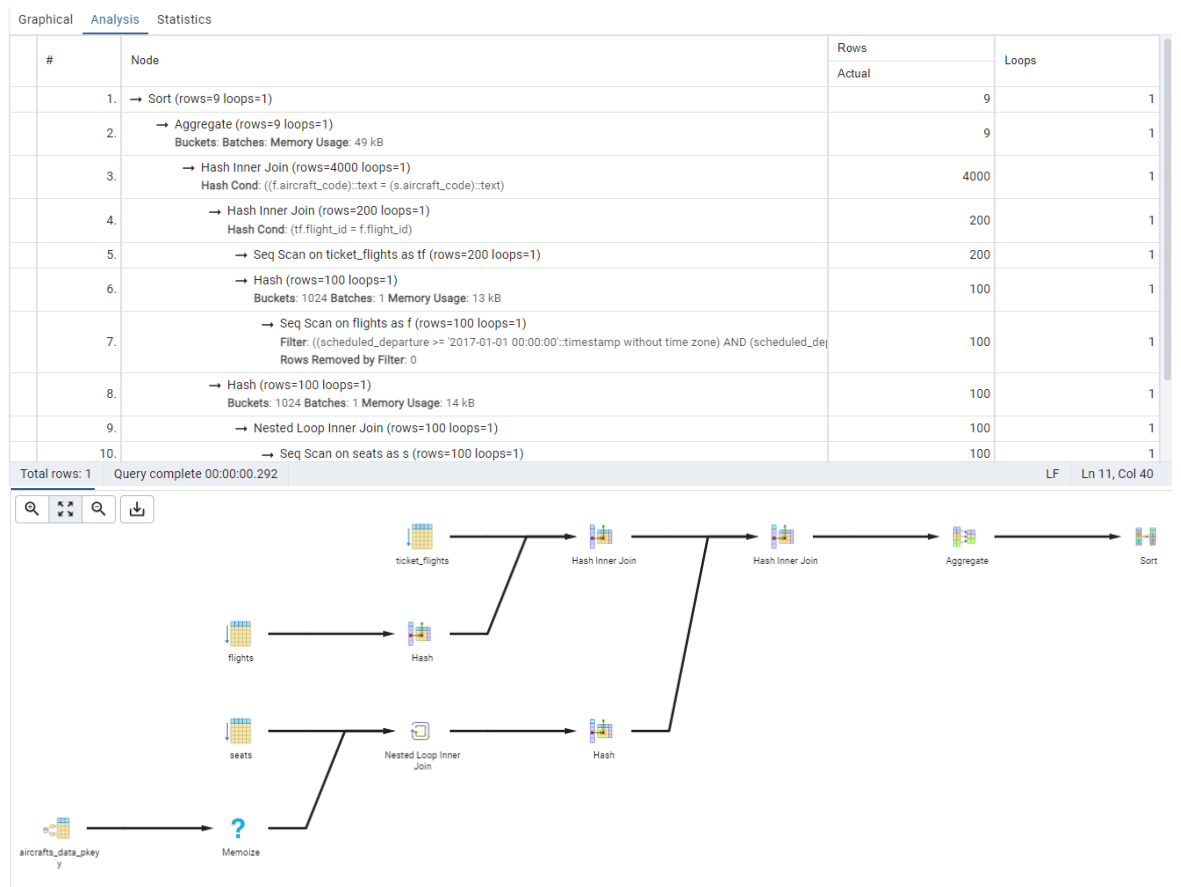 Graphical Analysis Statistics
# Node Rows Loops
Actual
1. → Sort (rows=9 loops=1) 9 1
2. → Aggregate (rows=9 loops=1) 9 1
Buckets: Batches: Memory Usage: 49 kB
3. → Hash Inner Join (rows=4000 loops=1) 4000 1
Hash Cond: ((f.aircraft_code)::text = (s.aircraft_code)::text)
4. → Hash Inner Join (rows=200 loops=1) 200 1
Hash Cond: (tf.flight_id = f.flight_id)
5. → Seq Scan on ticket_flights as tf (rows=200 loops=1) 200 1
6. → Hash (rows=100 loops=1) 100 1
Buckets: 1024 Batches: 1 Memory Usage: 13 kB
7. → Seq Scan on flights as f (rows=100 loops=1) 100 1
Filter: ((scheduled_departure >= '2017-01-01 00:00:00'::timestamp without time zone) AND (scheduled_dep
Rows Removed by Filter: 0
8. → Hash (rows=100 loops=1) 100 1
Buckets: 1024 Batches: 1 Memory Usage: 14 kB
9. → Nested Loop Inner Join (rows=100 loops=1) 100 1
10. → Seq Scan on seats as s (rows=100 loops=1) 100 1
Total rows: 1 Query complete 00:00:00.292 LF Ln 11, Col 40
ticket_flights Hash Inner Join Hash Inner Join Aggregate Sort
flights Hash
seats Nested Loop Inner Hash
Join
aircrafts_data_pke Memoize
y